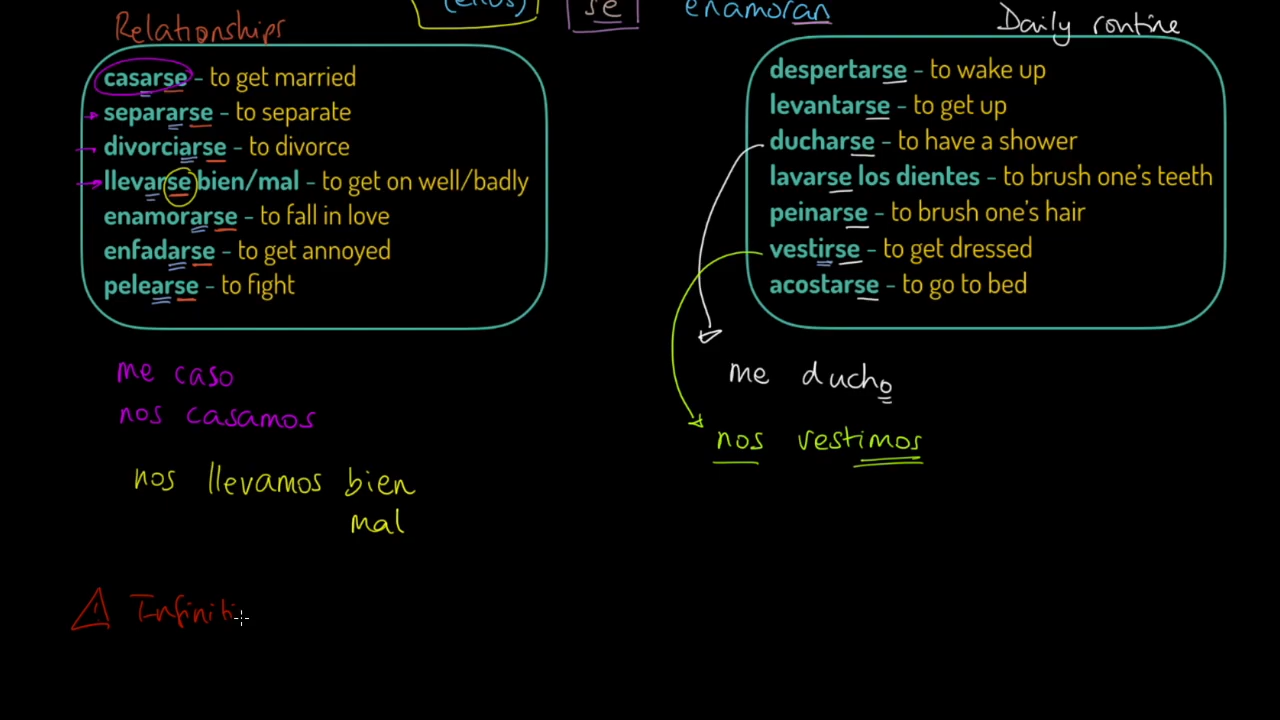 (ellos) se enamoran
Relationships
casarse - to get married
separarse - to separate
divorciarse - to divorce
llevarse bien/mal - to get on well/badly
enamorarse - to fall in love
enfadarse - to get annoyed
pelearse - to fight
me caso
nos casamos
nos llevamos bien
mal
Daily routine
despertarse - to wake up
levantarse - to get up
ducharse - to have a shower
lavarse los dientes - to brush one's teeth
peinarse - to brush one's hair
vestirse - to get dressed
acostarse - to go to bed
me ducho
nos vestimos
Infiniti